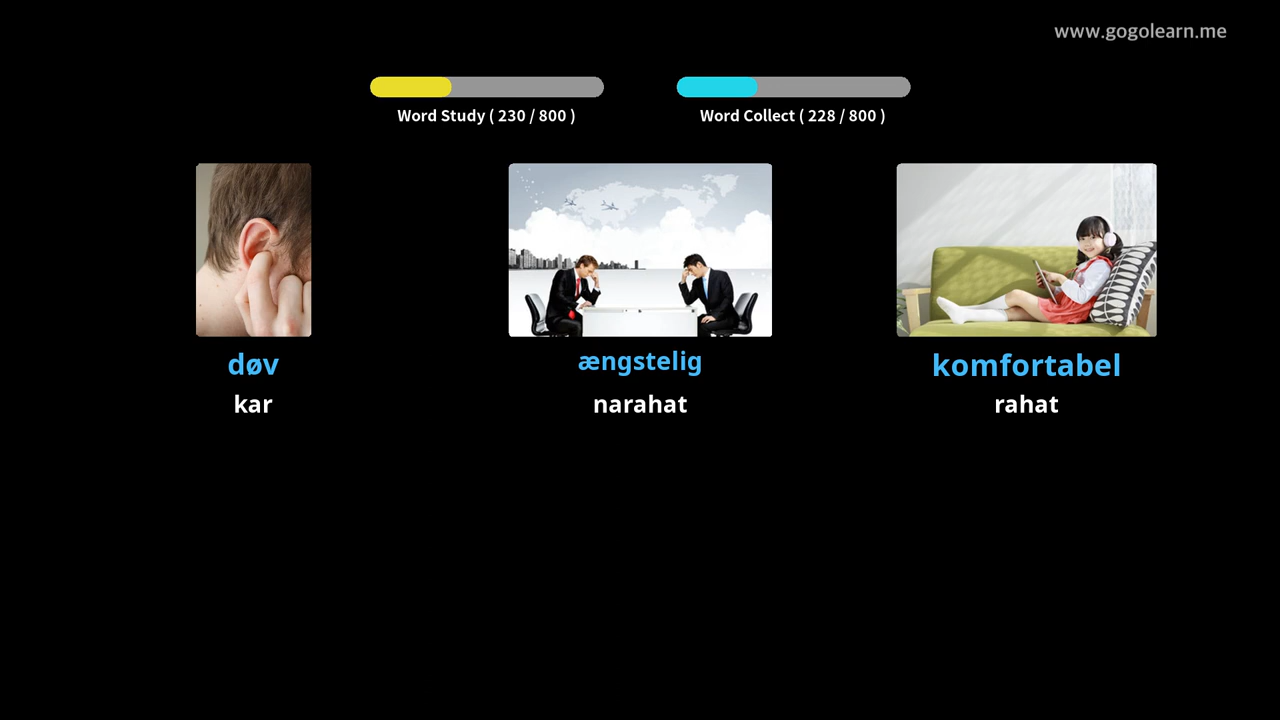 www.gogolearn.me
Word Study ( 230 / 800 )
Word Collect ( 228 / 800 )
døv
ængstelig
komfortabel
kar
narahat
rahat